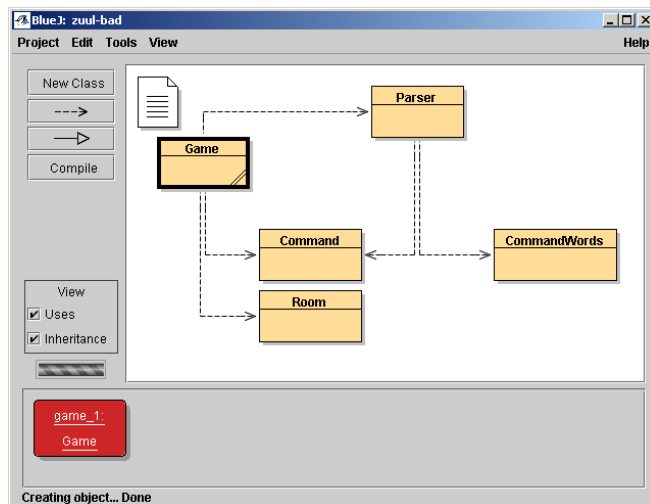 BlueJ: zuul-bad
Project Edit Tools View Help
New Class
Compile
View
Uses
Inheritance
Parser
Game
Command
CommandWords
Room
game_1:
Game
Creating object... Done